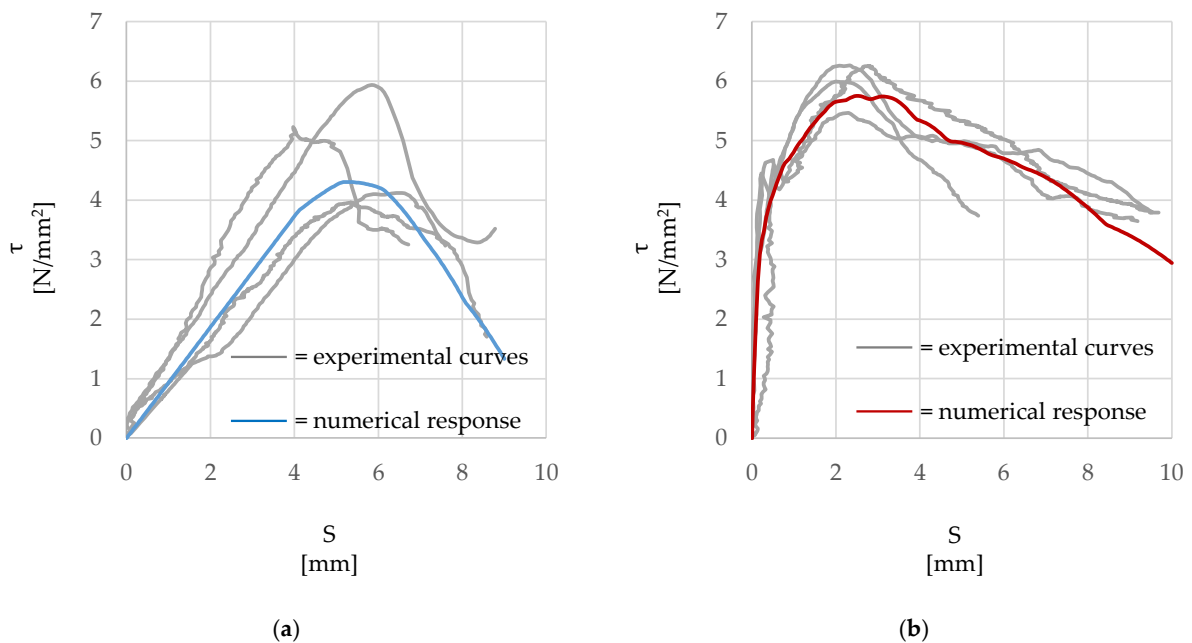 7
6
5
4
3
2
1
0
τ
[N/mm²]
= experimental curves
= numerical response
0 2 4 6 8 10
S
[mm]
(a)
7
6
5
4
3
2
1
0
τ
[N/mm²]
= experimental curves
= numerical response
0 2 4 6 8 10
S
[mm]
(b)